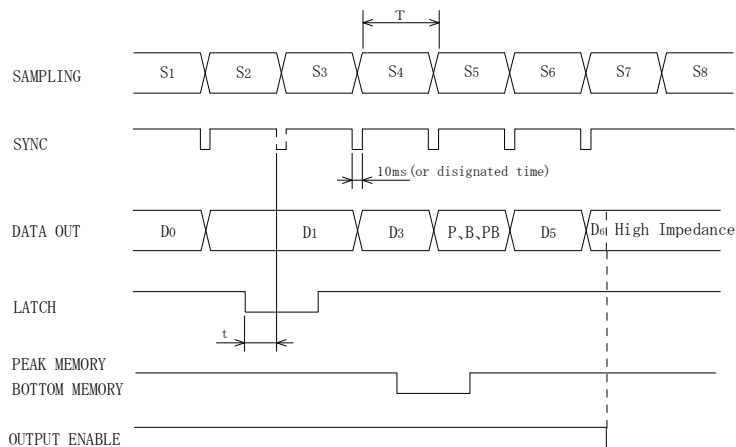 T
SAMPLING S1 S2 S3 S4 S5 S6 S7 S8
SYNC
10ms(or disignated time)
DATA OUT D0 D1 D3 P、B、PB D5 D6 High Impedance
LATCH
t
PEAK MEMORY
BOTTOM MEMORY
OUTPUT ENABLE